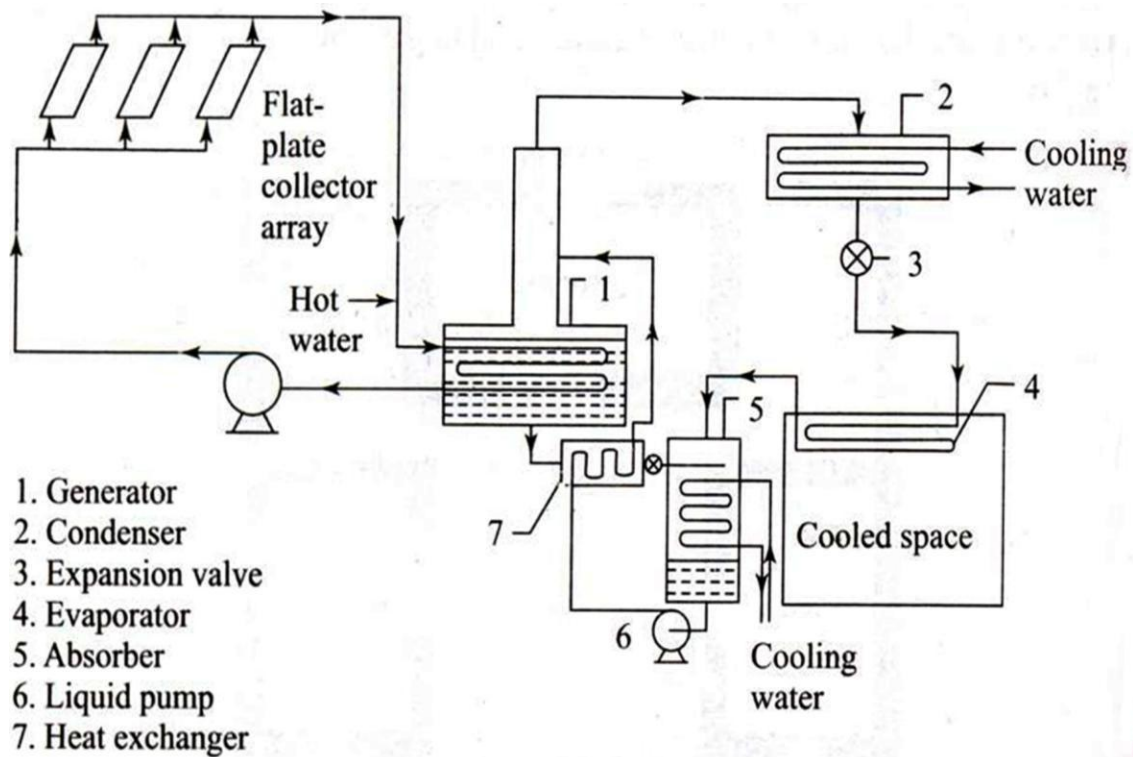 Flat-
plate
collector
array
Hot
water
1
2
Cooling
water
3
4
5
Cooled space
7
6
Cooling
water
1. Generator
2. Condenser
3. Expansion valve
4. Evaporator
5. Absorber
6. Liquid pump
7. Heat exchanger